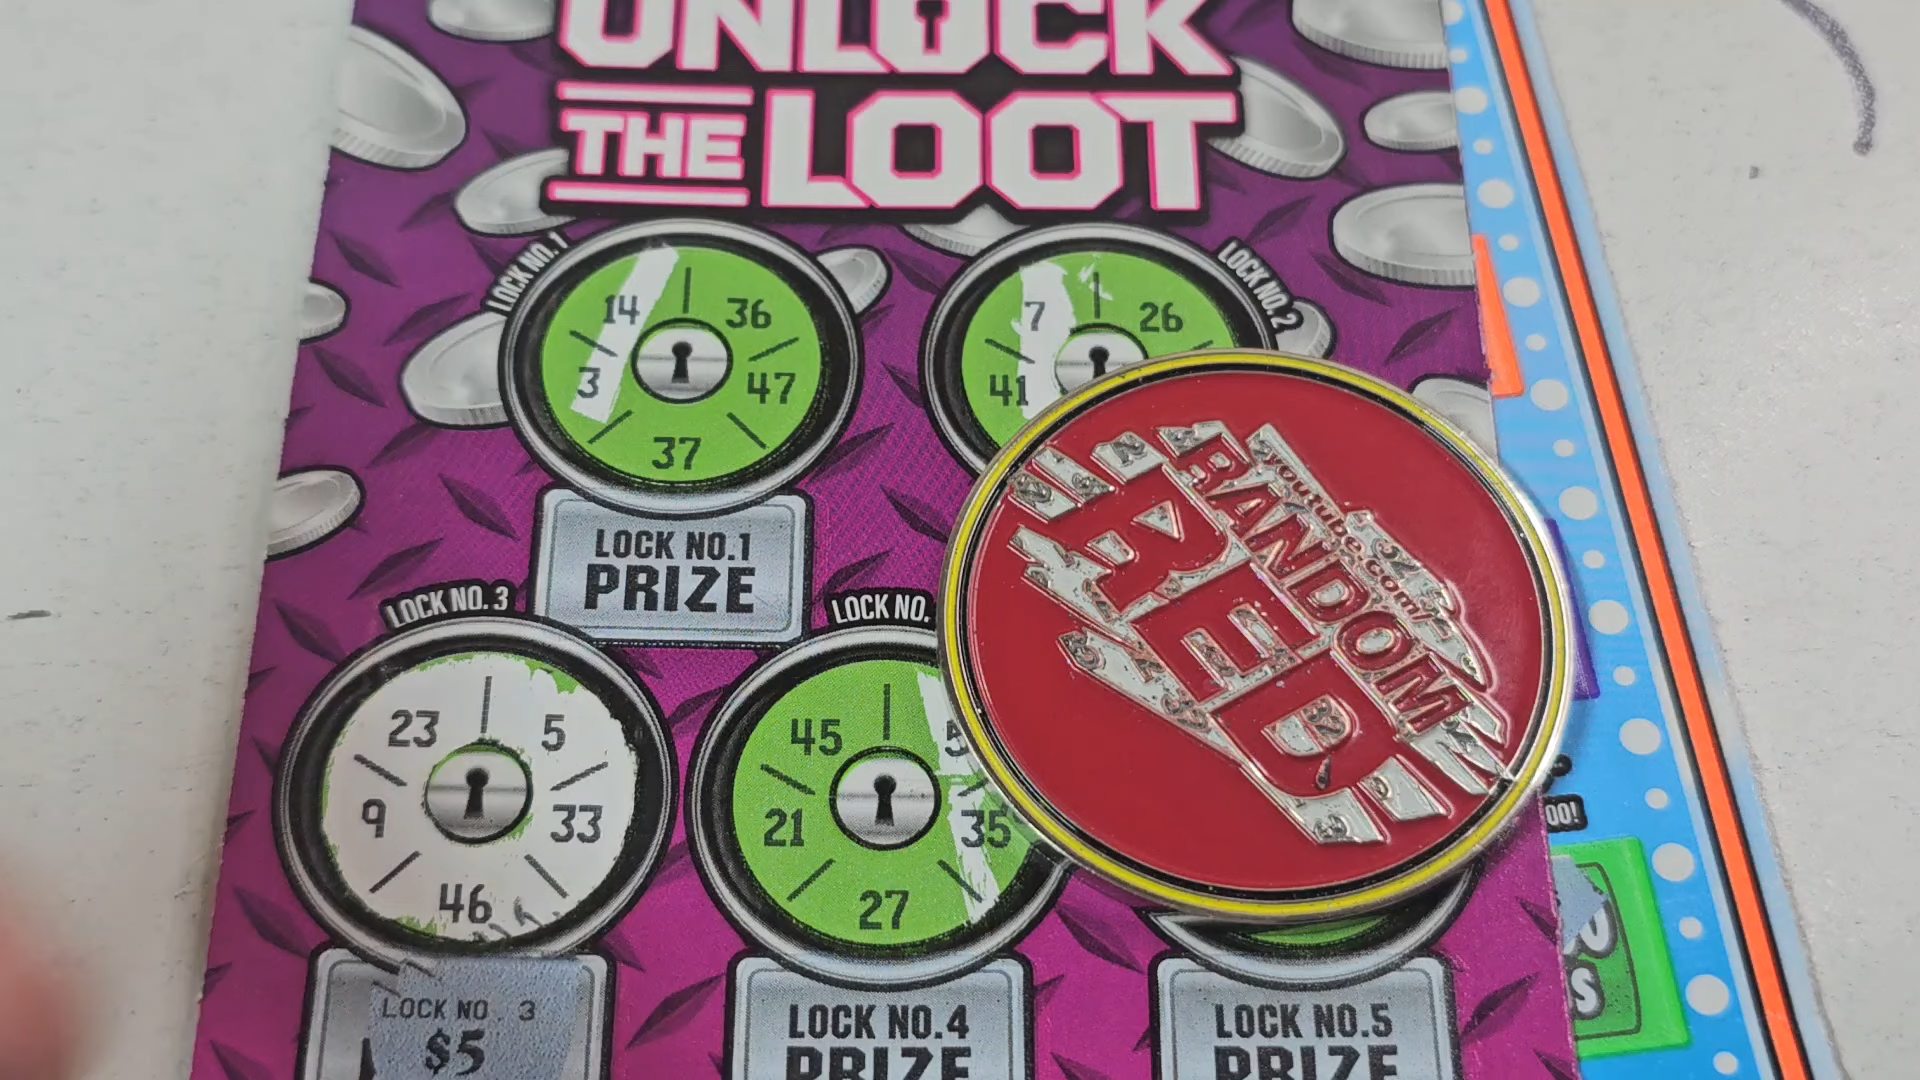 UNLOCK
THE LOOT
LOCK NO. 1
14 36
3 47
37
LOCK NO. 2
7 26
41
LOCK NO.1
PRIZE
LOCK NO. 3
23 5
9 33
46
LOCK NO.
45 5
21 35
27
youtube.com/
RANDOM
RED
LOCK NO. 3
$5
LOCK NO.4
PRIZE
LOCK NO.5
PRIZE
00!
S